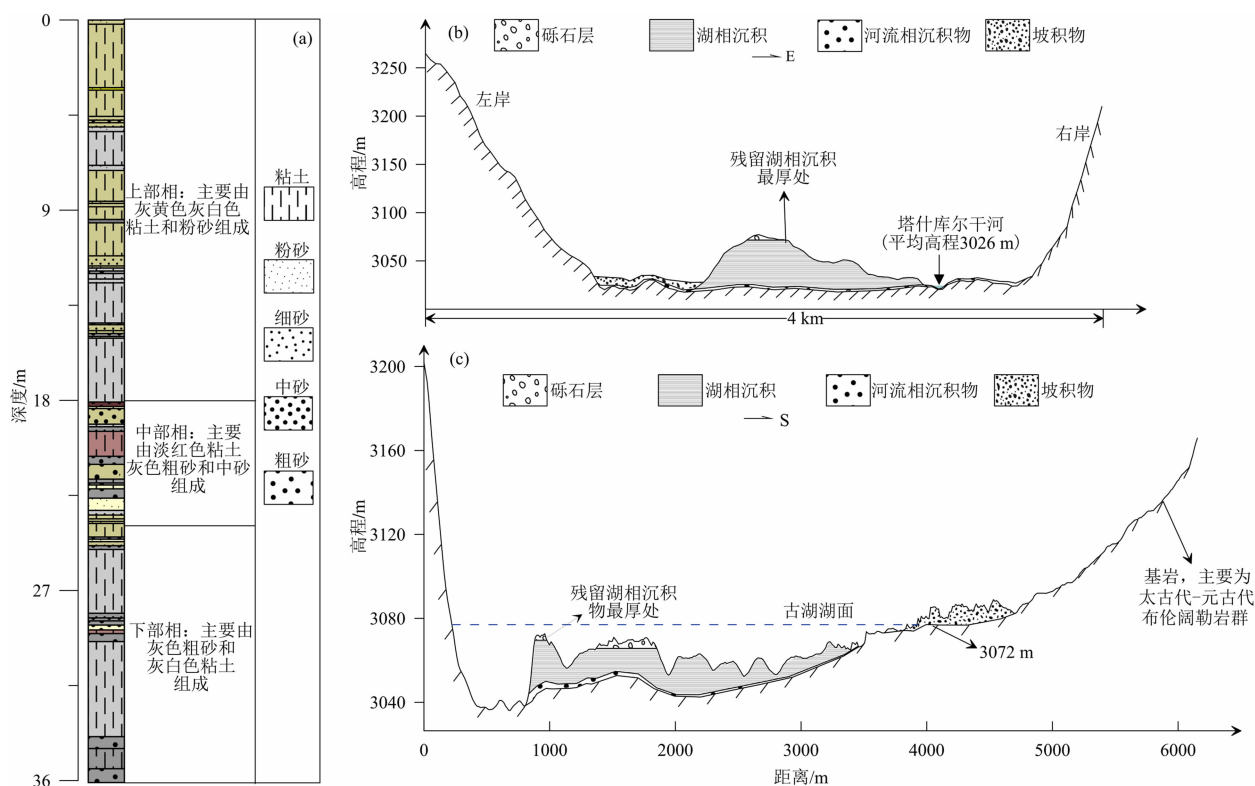 (a)
0
9
18
27
36
深度/m
上部相：主要由
灰黄色灰白色
粘土和粉砂组成
中部相：主要
由淡红色粘土
灰色粗砂和中砂
组成
下部相：主要由
灰色粗砂和
灰白色粘土
组成
粘土
粉砂
细砂
中砂
粗砂
(b)
砾石层
湖相沉积
河流相沉积物
坡积物
E
3250
3200
3150
3100
3050
高程/m
左岸
右岸
残留湖相沉积
最厚处
塔什库尔干河
(平均高程3026 m)
4 km
(c)
砾石层
湖相沉积
河流相沉积物
坡积物
S
3200
3160
3120
3080
3040
高程/m
残留湖相沉积
物最厚处
古湖湖面
3072 m
基岩，主要为
太古代-元古代
布伦阔勒岩群
0
1000
2000
3000
4000
5000
6000
距离/m